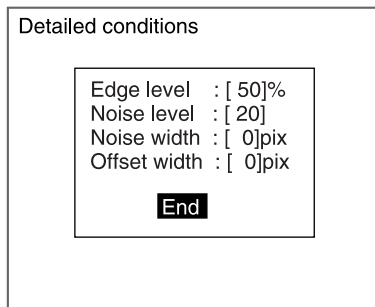 Detailed conditions
Edge level : [ 50]%
Noise level : [ 20]
Noise width : [ 0]pix
Offset width : [ 0]pix
End